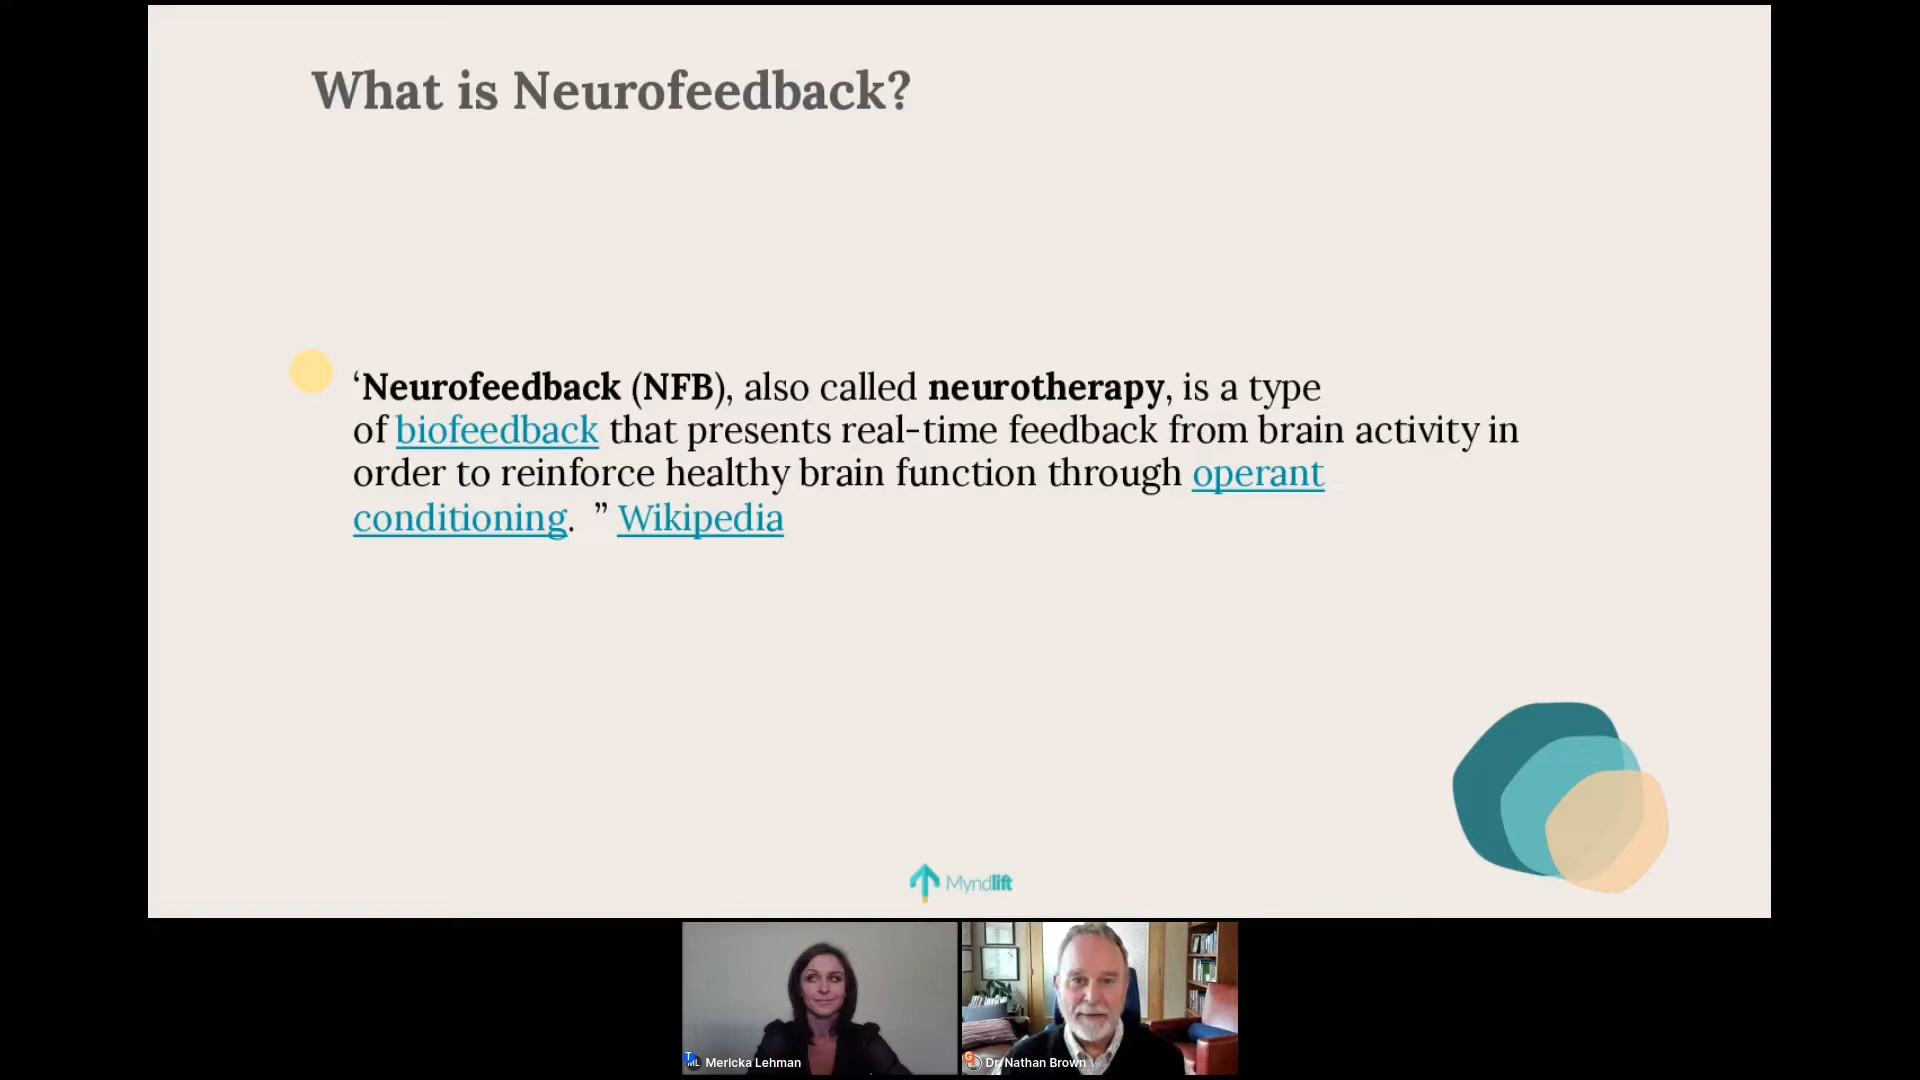 What is Neurofeedback?
‘Neurofeedback (NFB), also called neurotherapy, is a type
of biofeedback that presents real-time feedback from brain activity in
order to reinforce healthy brain function through operant
conditioning.  ” Wikipedia
Myndlift
T ML Mericka Lehman
G Dr Nathan Brown